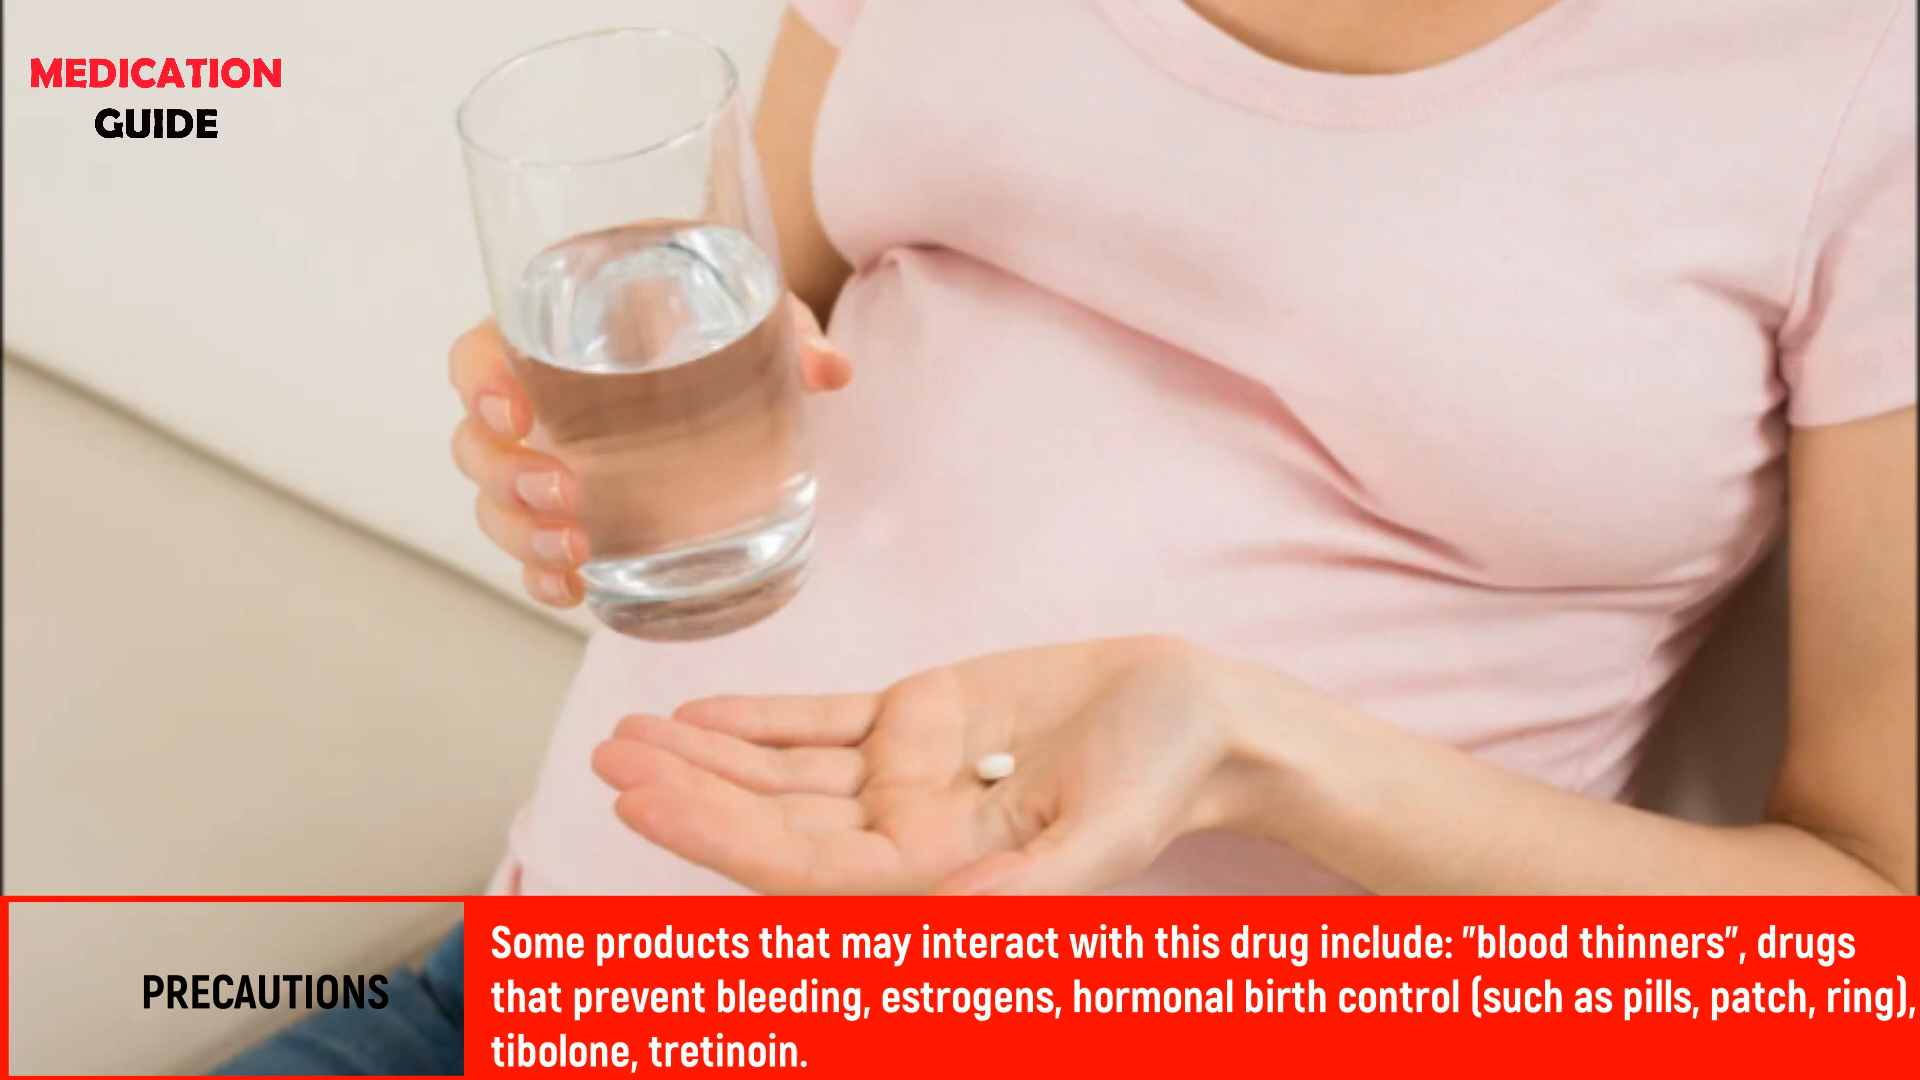 MEDICATION
GUIDE
PRECAUTIONS
Some products that may interact with this drug include: "blood thinners", drugs
that prevent bleeding, estrogens, hormonal birth control (such as pills, patch, ring),
tibolone, tretinoin.